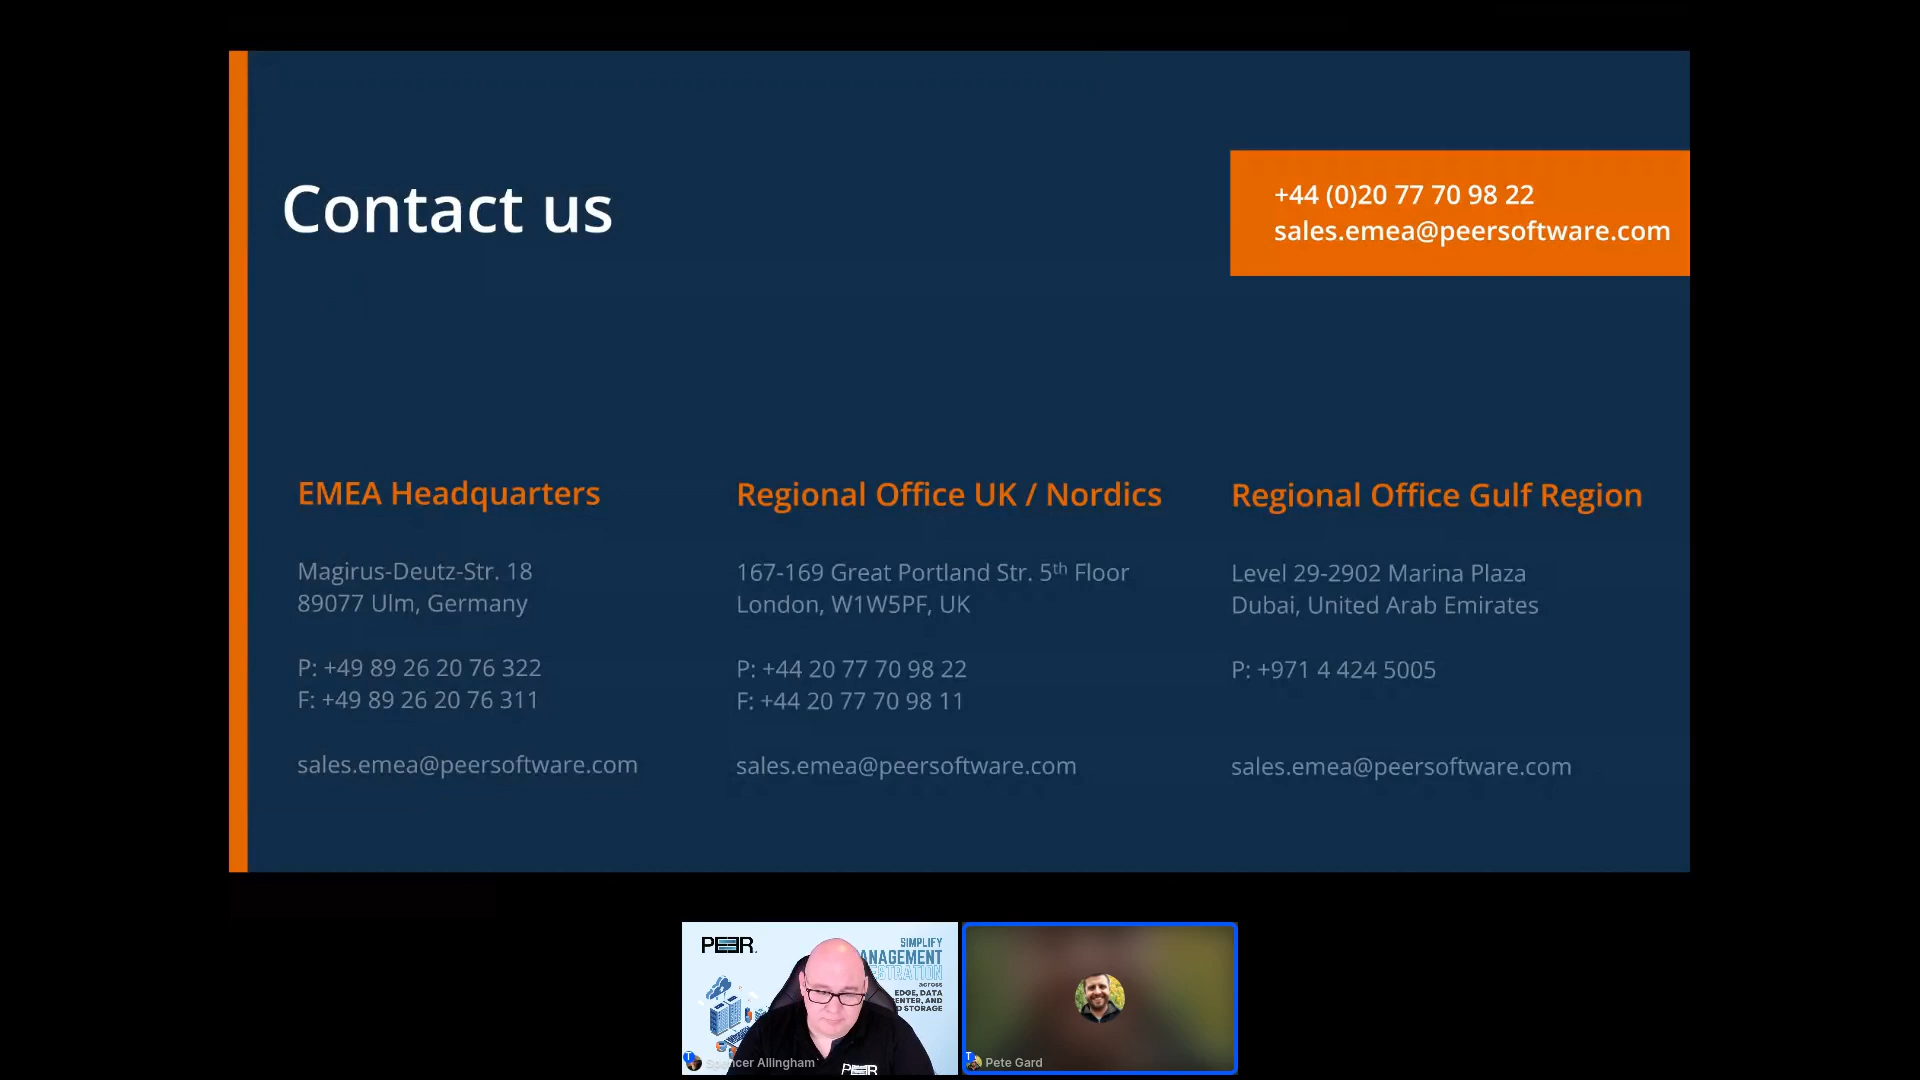 Contact us
+44 (0)20 77 70 98 22
sales.emea@peersoftware.com
EMEA Headquarters
Magirus-Deutz-Str. 18
89077 Ulm, Germany
P: +49 89 26 20 76 322
F: +49 89 26 20 76 311
sales.emea@peersoftware.com
Regional Office UK / Nordics
167-169 Great Portland Str. 5th Floor
London, W1W5PF, UK
P: +44 20 77 70 98 22
F: +44 20 77 70 98 11
sales.emea@peersoftware.com
Regional Office Gulf Region
Level 29-2902 Marina Plaza
Dubai, United Arab Emirates
P: +971 4 424 5005
sales.emea@peersoftware.com
PEER
SIMPLIFY
ANAGEMENT
STRATION
across
EDGE, DATA
ENTER, AND
D STORAGE
PEER
T
Spencer Allingham
T
Pete Gard